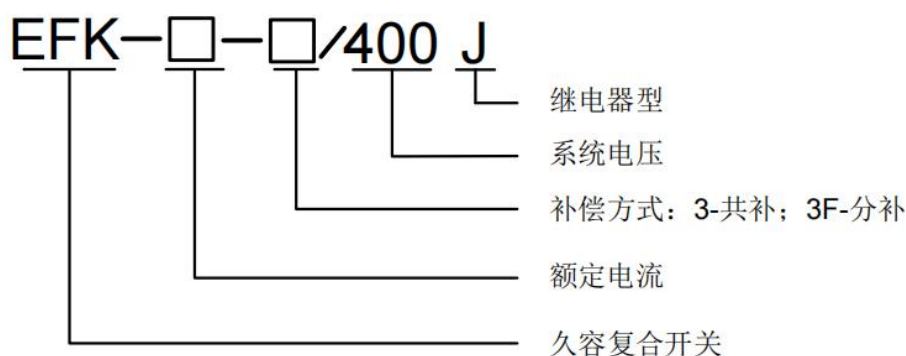 EFK-□-□/400 J
继电器型
系统电压
补偿方式：3-共补；3F-分补
额定电流
久容复合开关